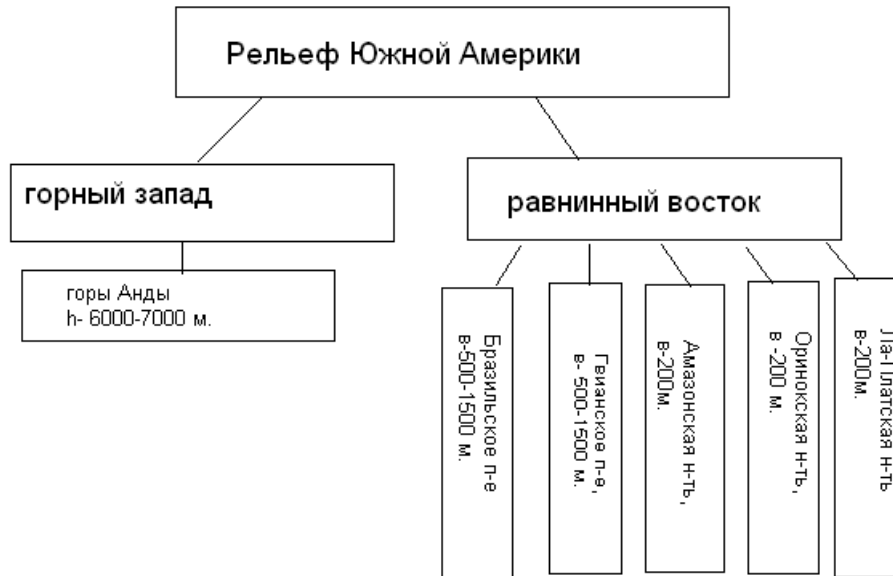 Рельеф Южной Америки
горный запад
равнинный восток
горы Анды
h- 6000-7000 м.
Бразильское п-е
в-500-1500 м.
Гвианское п-е,
в- 500-1500 м.
Амазонская н-ть,
в-200м.
Оринокская н-ть,
в -200 м.
Ла-Платская н-ть
в-200м.